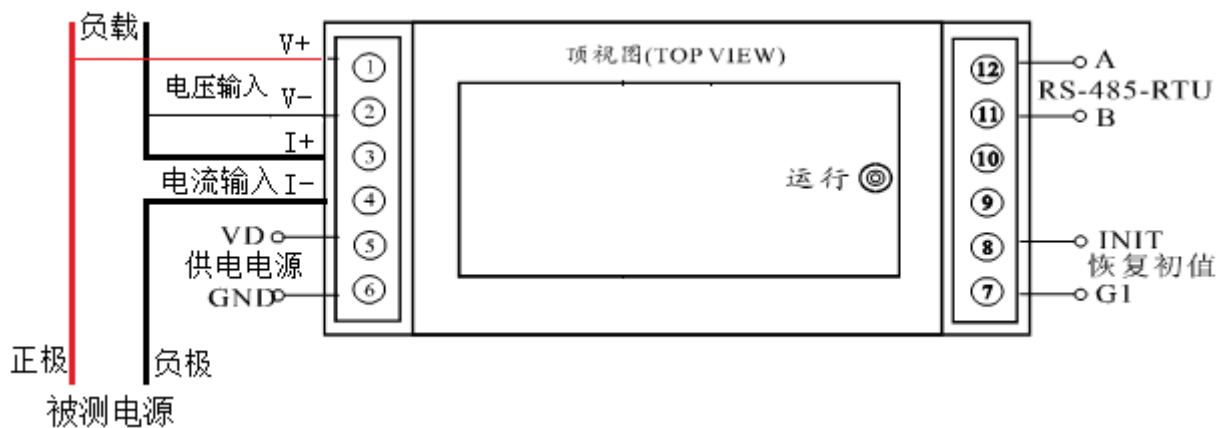 负载
V+
电压输入 V-
I+
电流输入 I-
VD
供电电源
GND
正极
负极
被测电源
1
2
3
4
5
6
顶视图(TOP VIEW)
运行
12
11
10
9
8
7
A
RS-485-RTU
B
INIT
恢复初值
G1